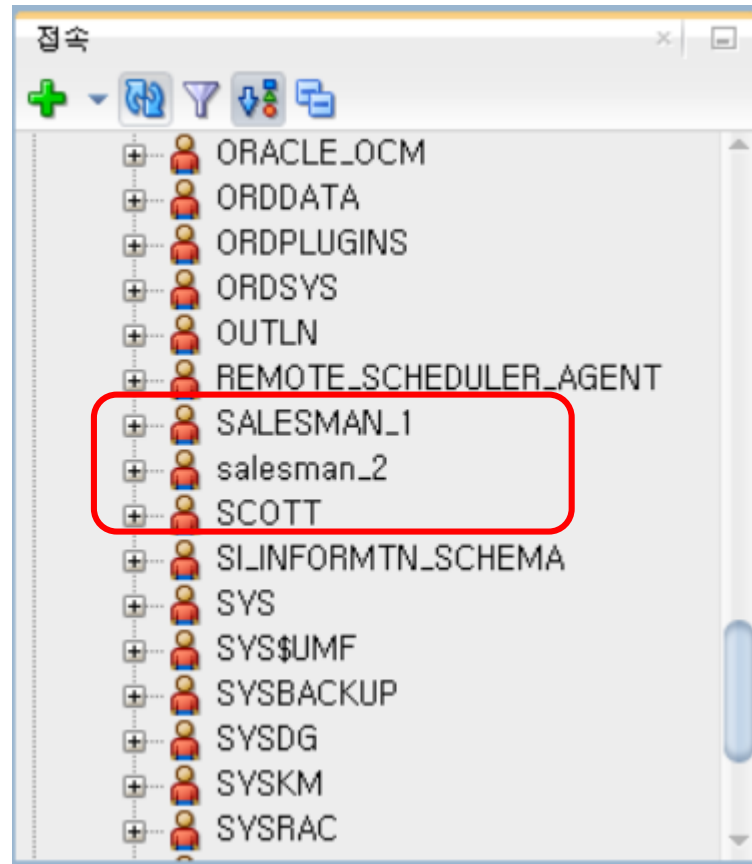 접속
ORACLE_OCM
ORDDATA
ORDPLUGINS
ORDSYS
OUTLN
REMOTE_SCHEDULER_AGENT
SALESMAN_1
salesman_2
SCOTT
SI_INFORMTN_SCHEMA
SYS
SYS$UMF
SYSBACKUP
SYSDG
SYSKM
SYSRAC